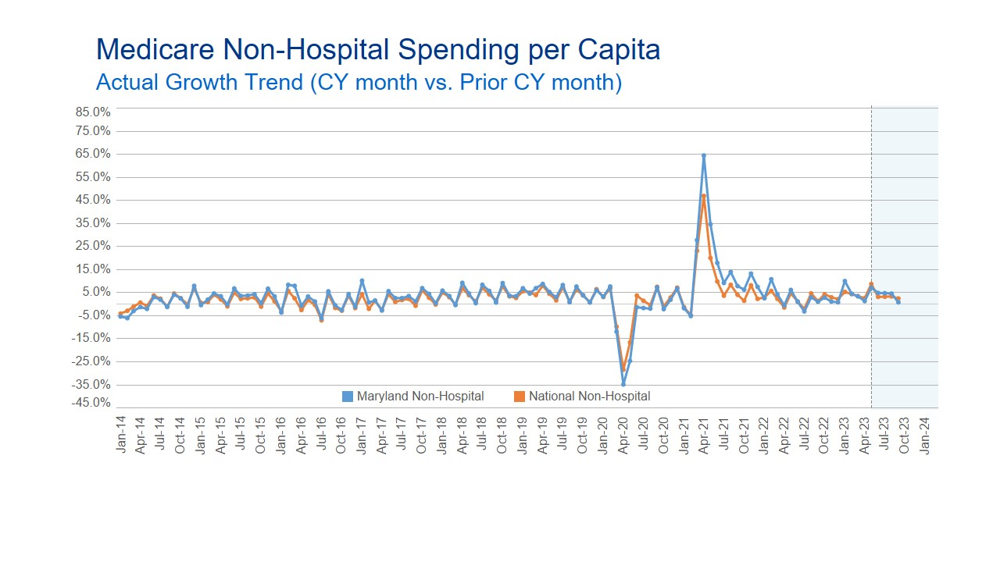 Medicare Non-Hospital Spending per Capita
Actual Growth Trend (CY month vs. Prior CY month)
85.0%
75.0%
65.0%
55.0%
45.0%
35.0%
25.0%
15.0%
5.0%
-5.0%
-15.0%
-25.0%
-35.0%
-45.0%
Maryland Non-Hospital
National Non-Hospital
Jan-14
Apr-14
Jul-14
Oct-14
Jan-15
Apr-15
Jul-15
Oct-15
Jan-16
Apr-16
Jul-16
Oct-16
Jan-17
Apr-17
Jul-17
Oct-17
Jan-18
Apr-18
Jul-18
Oct-18
Jan-19
Apr-19
Jul-19
Oct-19
Jan-20
Apr-20
Jul-20
Oct-20
Jan-21
Apr-21
Jul-21
Oct-21
Jan-22
Apr-22
Jul-22
Oct-22
Jan-23
Apr-23
Jul-23
Oct-23
Jan-24